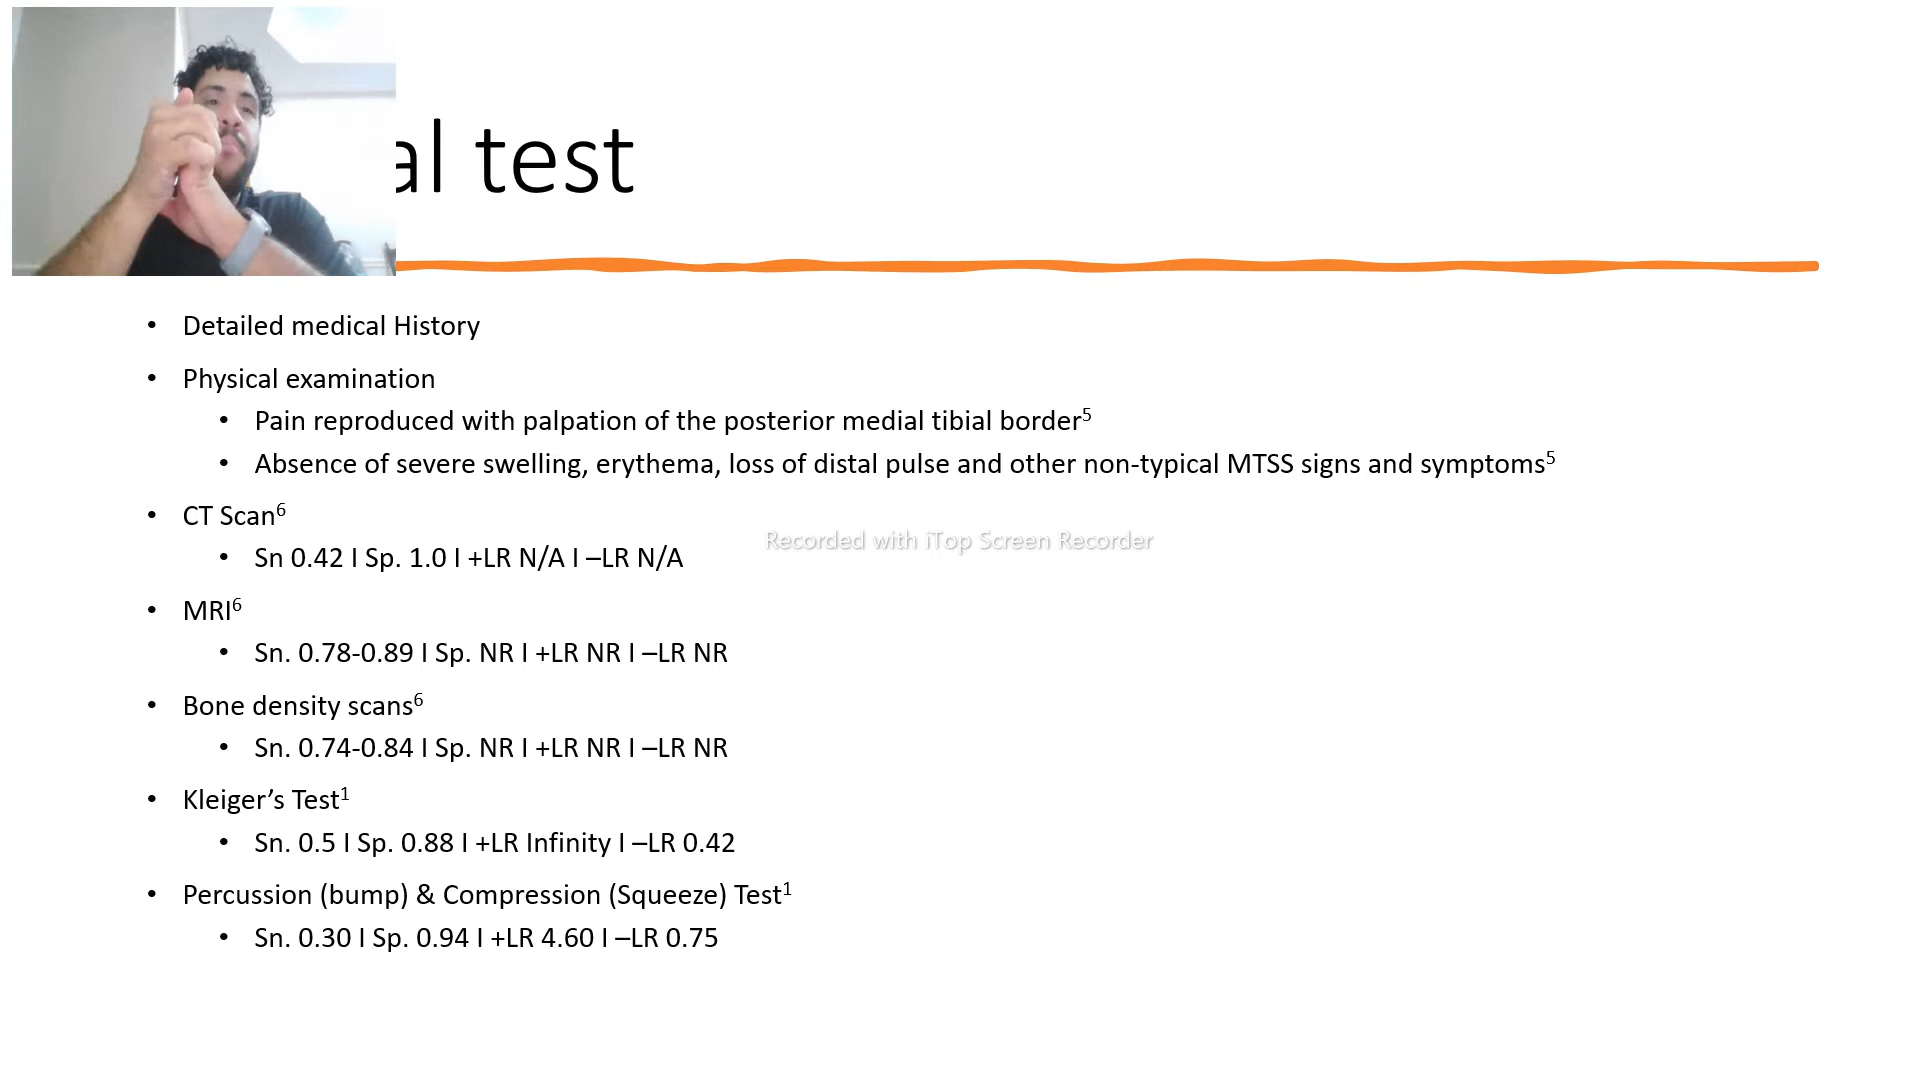 al test
• Detailed medical History
• Physical examination
• Pain reproduced with palpation of the posterior medial tibial border⁵
• Absence of severe swelling, erythema, loss of distal pulse and other non-typical MTSS signs and symptoms⁵
• CT Scan⁶
• Sn 0.42 I Sp. 1.0 I +LR N/A I –LR N/A
Recorded with iTop Screen Recorder
• MRI⁶
• Sn. 0.78-0.89 I Sp. NR I +LR NR I –LR NR
• Bone density scans⁶
• Sn. 0.74-0.84 I Sp. NR I +LR NR I –LR NR
• Kleiger’s Test¹
• Sn. 0.5 I Sp. 0.88 I +LR Infinity I –LR 0.42
• Percussion (bump) & Compression (Squeeze) Test¹
• Sn. 0.30 I Sp. 0.94 I +LR 4.60 I –LR 0.75